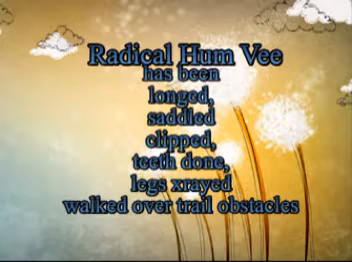 Radical Hum Vee
has been
longed,
saddled
clipped,
teeth done,
legs xrayed
walked over trail obstacles